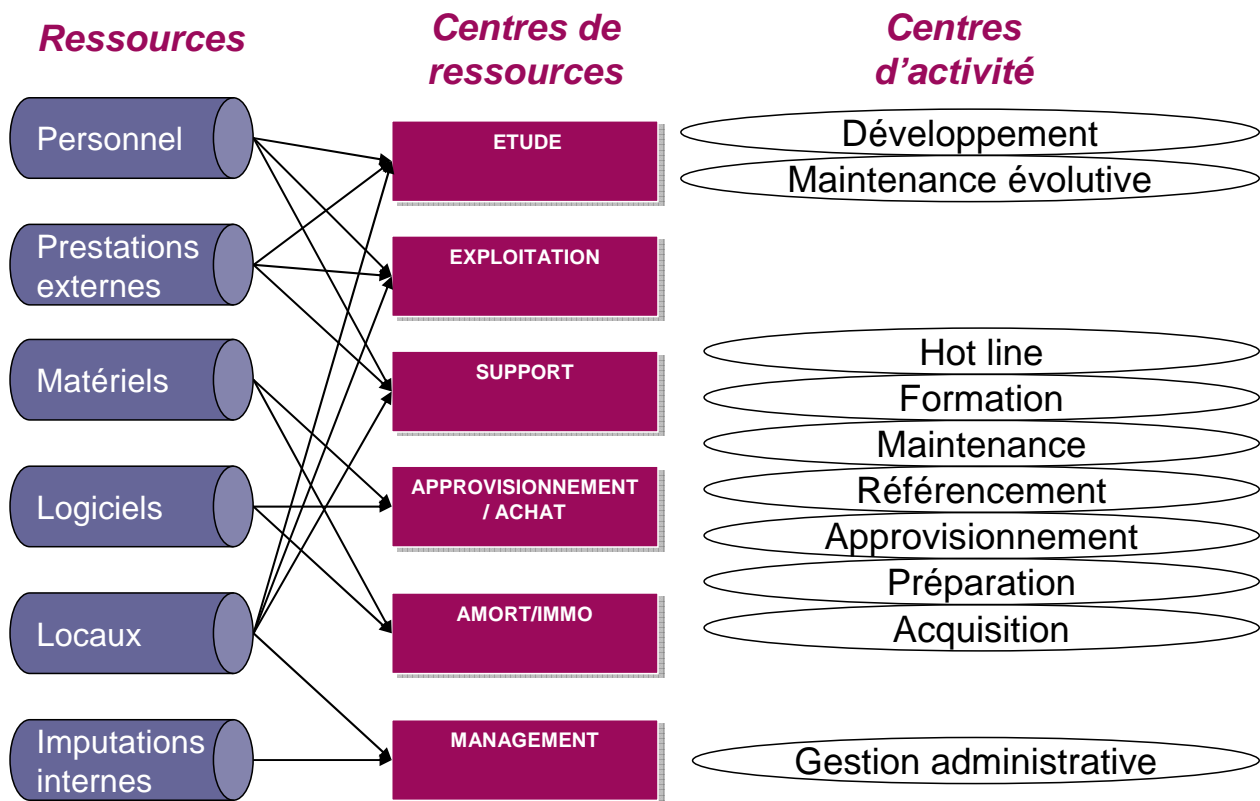 Ressources
Personnel
Prestations
externes
Matériels
Logiciels
Locaux
Imputations
internes
Centres de
ressources
ETUDE
EXPLOITATION
SUPPORT
APPROVISIONNEMENT
/ ACHAT
AMORT/IMMO
MANAGEMENT
Centres
d’activité
Développement
Maintenance évolutive
Hot line
Formation
Maintenance
Référencement
Approvisionnement
Préparation
Acquisition
Gestion administrative